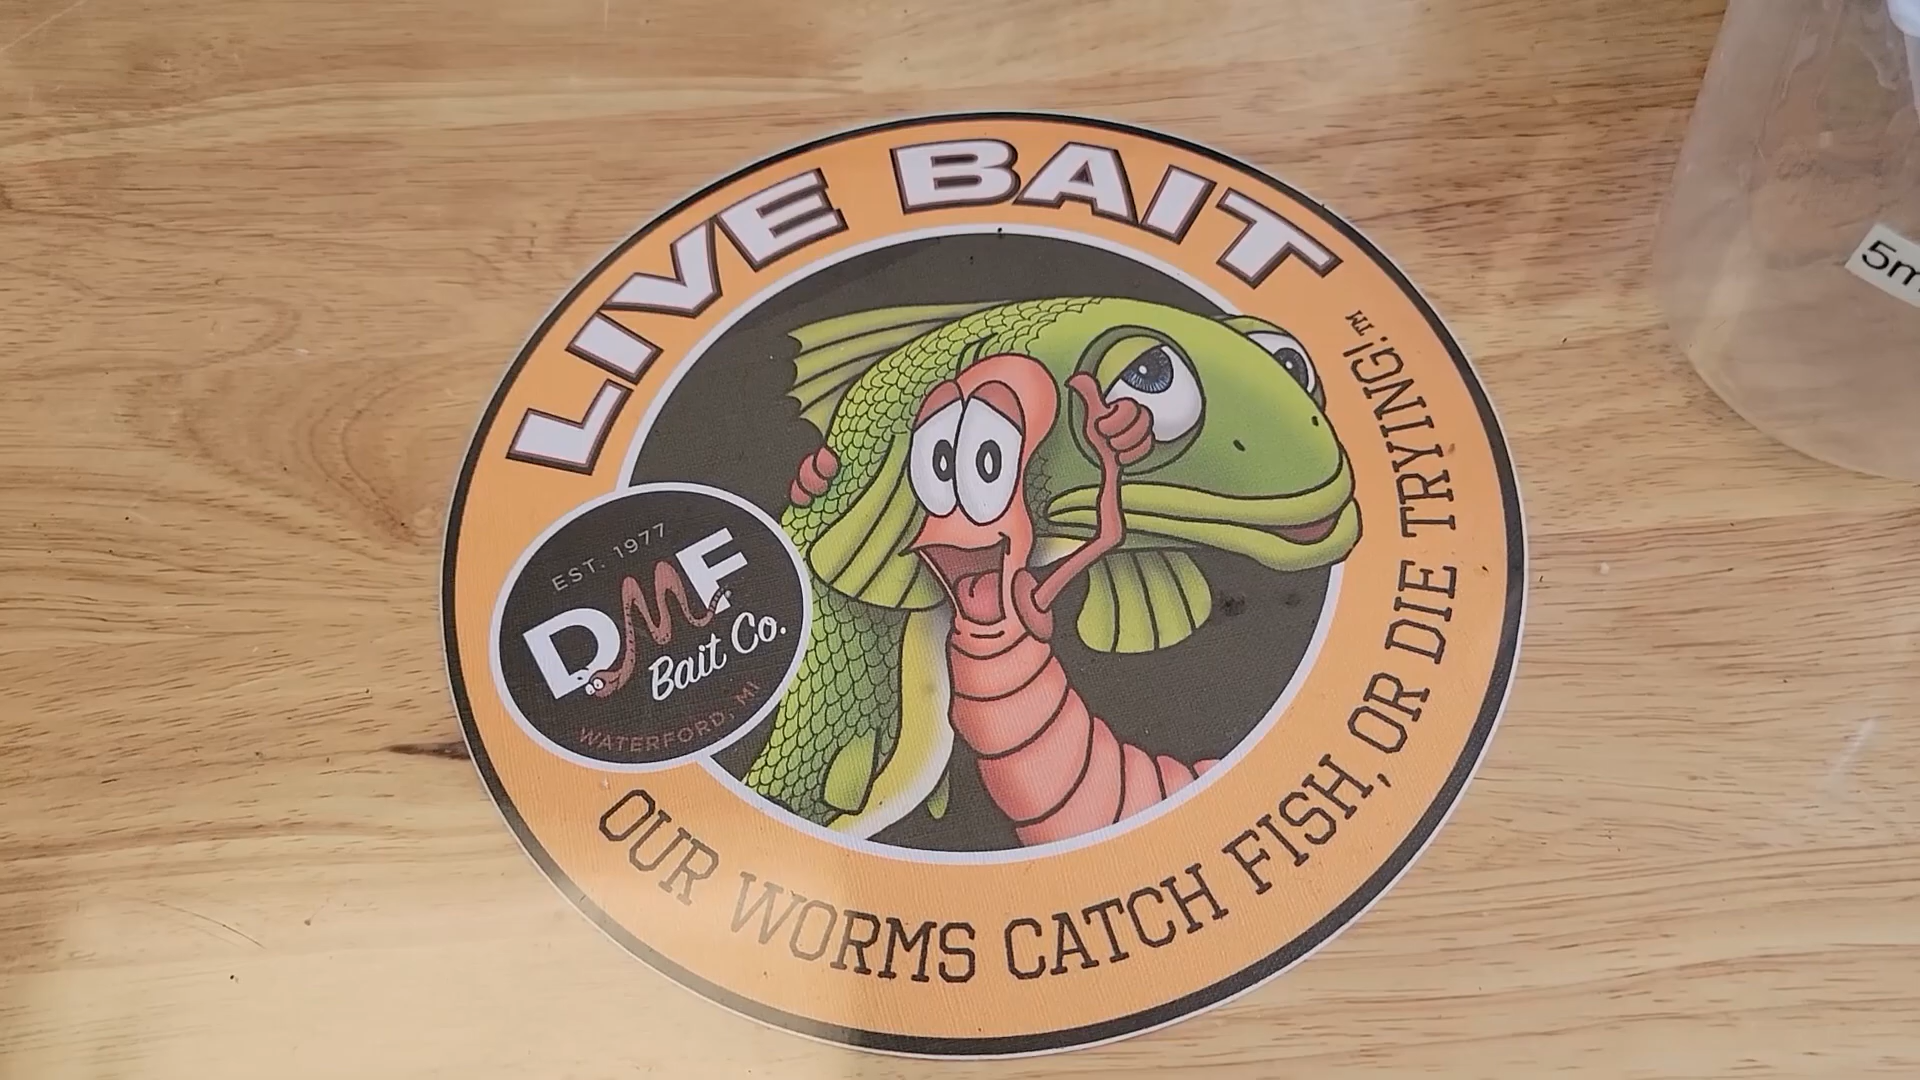 LIVE BAIT
EST. 1977
DMF
Bait Co.
WATERFORD, MI
OUR WORMS CATCH FISH, OR DIE TRYING!™